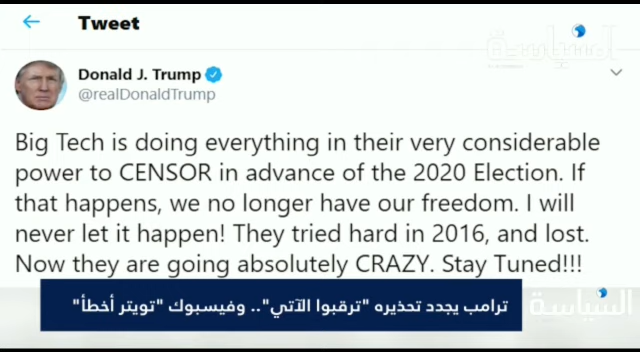 Tweet
السياسة
Donald J. Trump
@realDonaldTrump
Big Tech is doing everything in their very considerable
power to CENSOR in advance of the 2020 Election. If
that happens, we no longer have our freedom. I will
never let it happen! They tried hard in 2016, and lost.
Now they are going absolutely CRAZY. Stay Tuned!!!
ترامب يجدد تحذيره "ترقبوا الآتي".. وفيسبوك "تويتر أخطأ"
السياسة